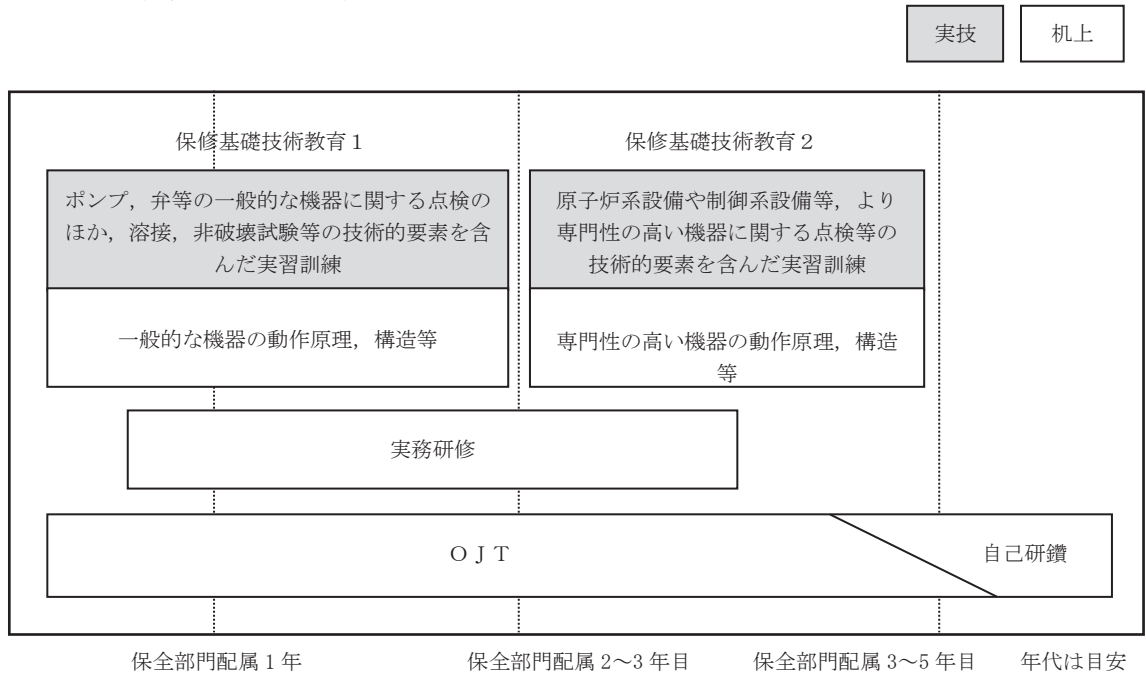 実技
机上
保修基礎技術教育１
保修基礎技術教育２
ポンプ，弁等の一般的な機器に関する点検の
ほか，溶接，非破壊試験等の技術的要素を含
んだ実習訓練
原子炉系設備や制御系設備等，より
専門性の高い機器に関する点検等の
技術的要素を含んだ実習訓練
一般的な機器の動作原理，構造等
専門性の高い機器の動作原理，構造
等
実務研修
ＯＪＴ
自己研鑽
保全部門配属 1 年
保全部門配属 2～3 年目
保全部門配属 3～5 年目
年代は目安